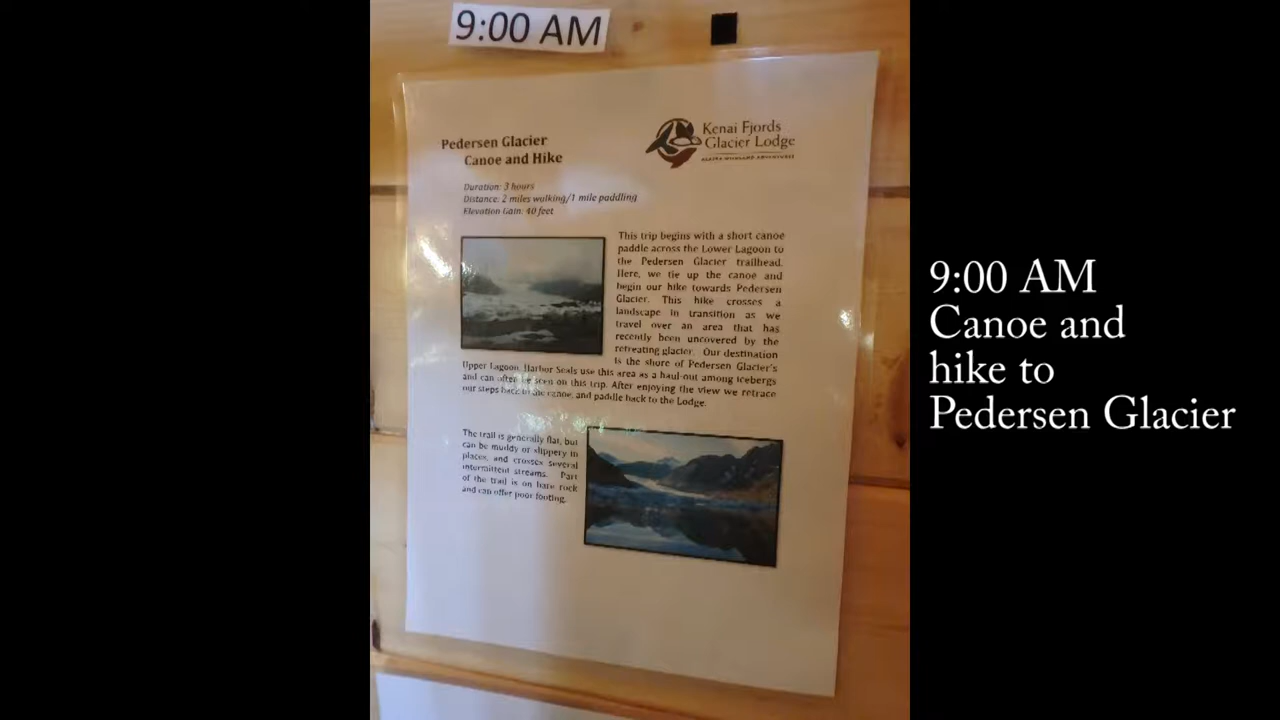 9:00 AM
Pedersen Glacier
Canoe and Hike
Kenai Fjords
Glacier Lodge
ALASKA WILDLAND ADVENTURES
Duration: 3 hours
Distance: 2 miles walking/1 mile paddling
Elevation Gain: 40 feet
This trip begins with a short canoe
paddle across the Lower Lagoon to
the Pedersen Glacier trailhead.
Here, we tie up the canoe and
begin our hike towards Pedersen
Glacier. This hike crosses a
landscape in transition as we
travel over an area that has
recently been uncovered by the
retreating glacier. Our destination
is the shore of Pedersen Glacier's
Upper Lagoon. Harbor Seals use this area as a haul-out among icebergs
and can often be seen on this trip. After enjoying the view we retrace
our steps back to the canoe, and paddle back to the Lodge.
The trail is generally flat, but
can be muddy or slippery in
places, and crosses several
intermittent streams. Part
of the trail is on bare rock
and can offer poor footing.
9:00 AM
Canoe and
hike to
Pedersen Glacier